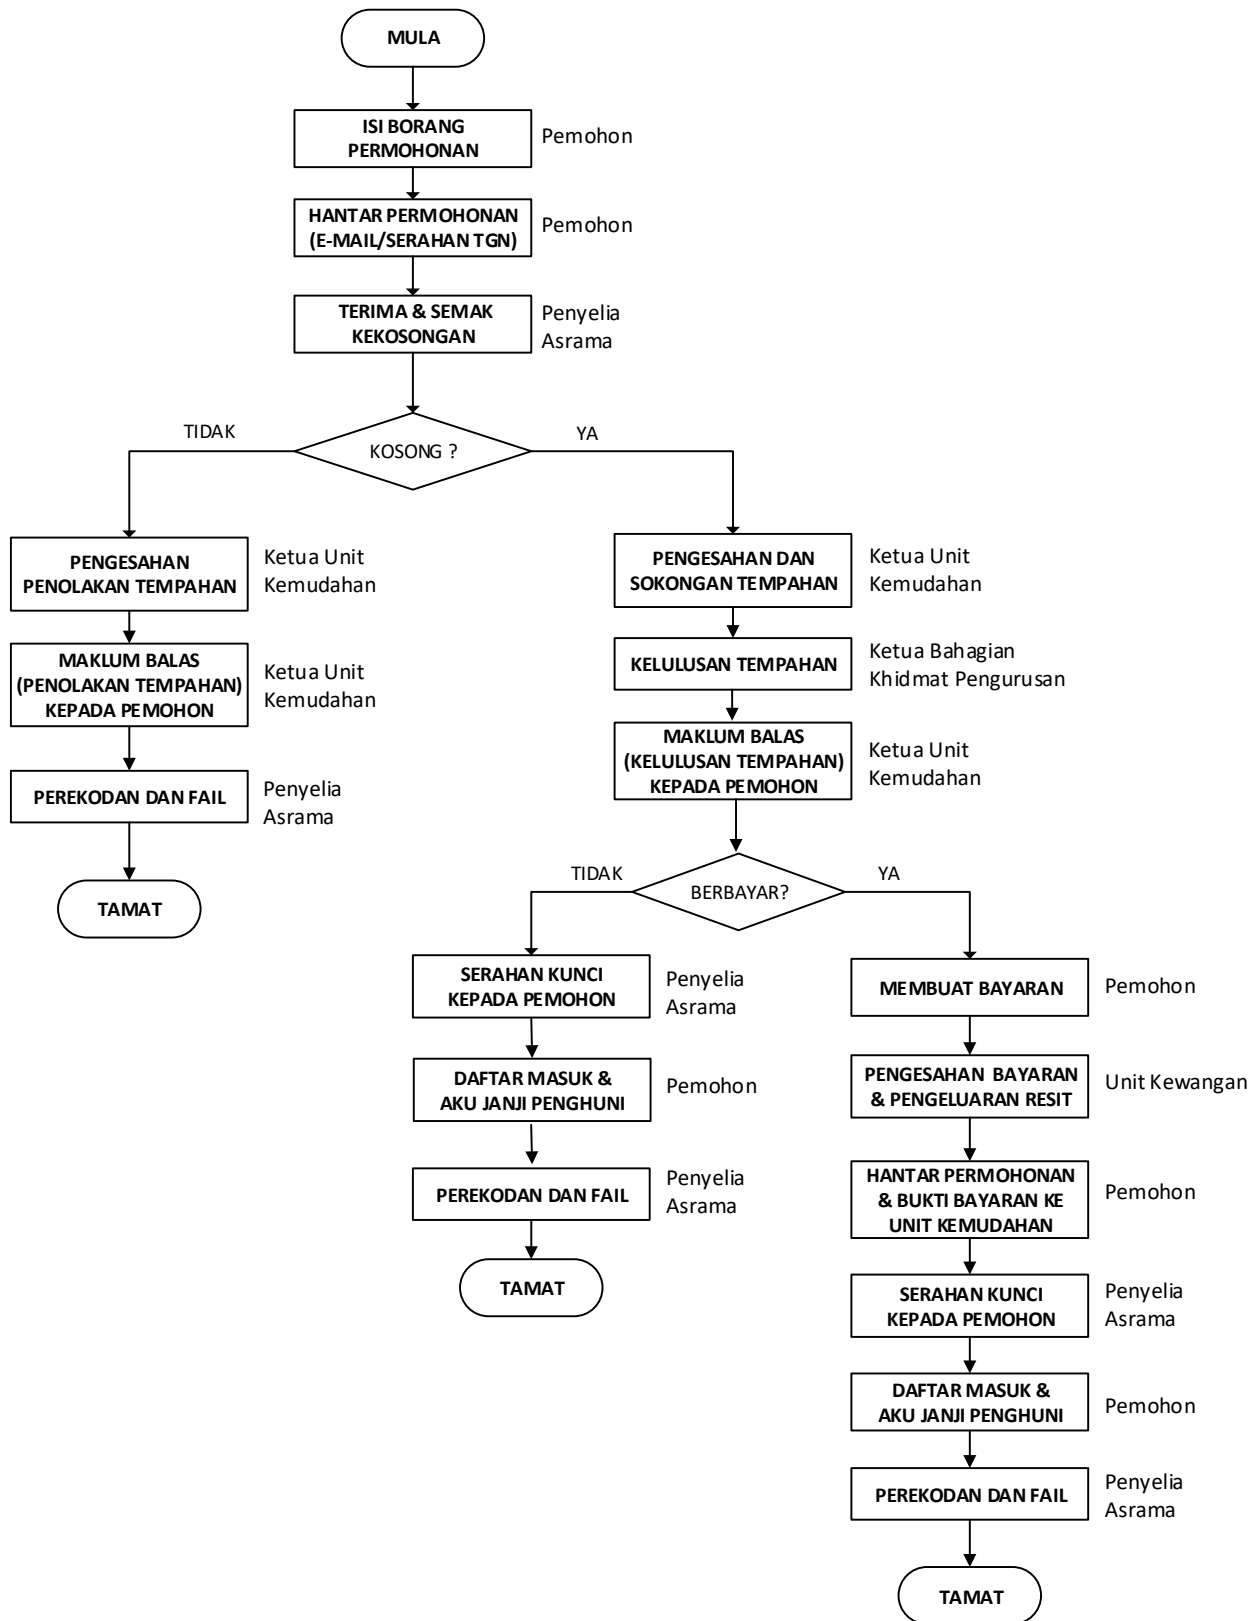 MULA
ISI BORANG
PERMOHONAN
Pemohon
HANTAR PERMOHONAN
(E-MAIL/SERAHAN TGN)
Pemohon
TERIMA & SEMAK
KEKOSONGAN
Penyelia
Asrama
KOSONG ?
TIDAK
YA
PENGESAHAN
PENOLAKAN TEMPAHAN
Ketua Unit
Kemudahan
MAKLUM BALAS
(PENOLAKAN TEMPAHAN)
KEPADA PEMOHON
Ketua Unit
Kemudahan
PEREKODAN DAN FAIL
Penyelia
Asrama
TAMAT
PENGESAHAN DAN
SOKONGAN TEMPAHAN
Ketua Unit
Kemudahan
KELULUSAN TEMPAHAN
Ketua Bahagian
Khidmat Pengurusan
MAKLUM BALAS
(KELULUSAN TEMPAHAN)
KEPADA PEMOHON
Ketua Unit
Kemudahan
BERBAYAR?
TIDAK
YA
SERAHAN KUNCI
KEPADA PEMOHON
Penyelia
Asrama
DAFTAR MASUK &
AKU JANJI PENGHUNI
Pemohon
PEREKODAN DAN FAIL
Penyelia
Asrama
TAMAT
MEMBUAT BAYARAN
Pemohon
PENGESAHAN BAYARAN
& PENGELUARAN RESIT
Unit Kewangan
HANTAR PERMOHONAN
& BUKTI BAYARAN KE
UNIT KEMUDAHAN
Pemohon
SERAHAN KUNCI
KEPADA PEMOHON
Penyelia
Asrama
DAFTAR MASUK &
AKU JANJI PENGHUNI
Pemohon
PEREKODAN DAN FAIL
Penyelia
Asrama
TAMAT